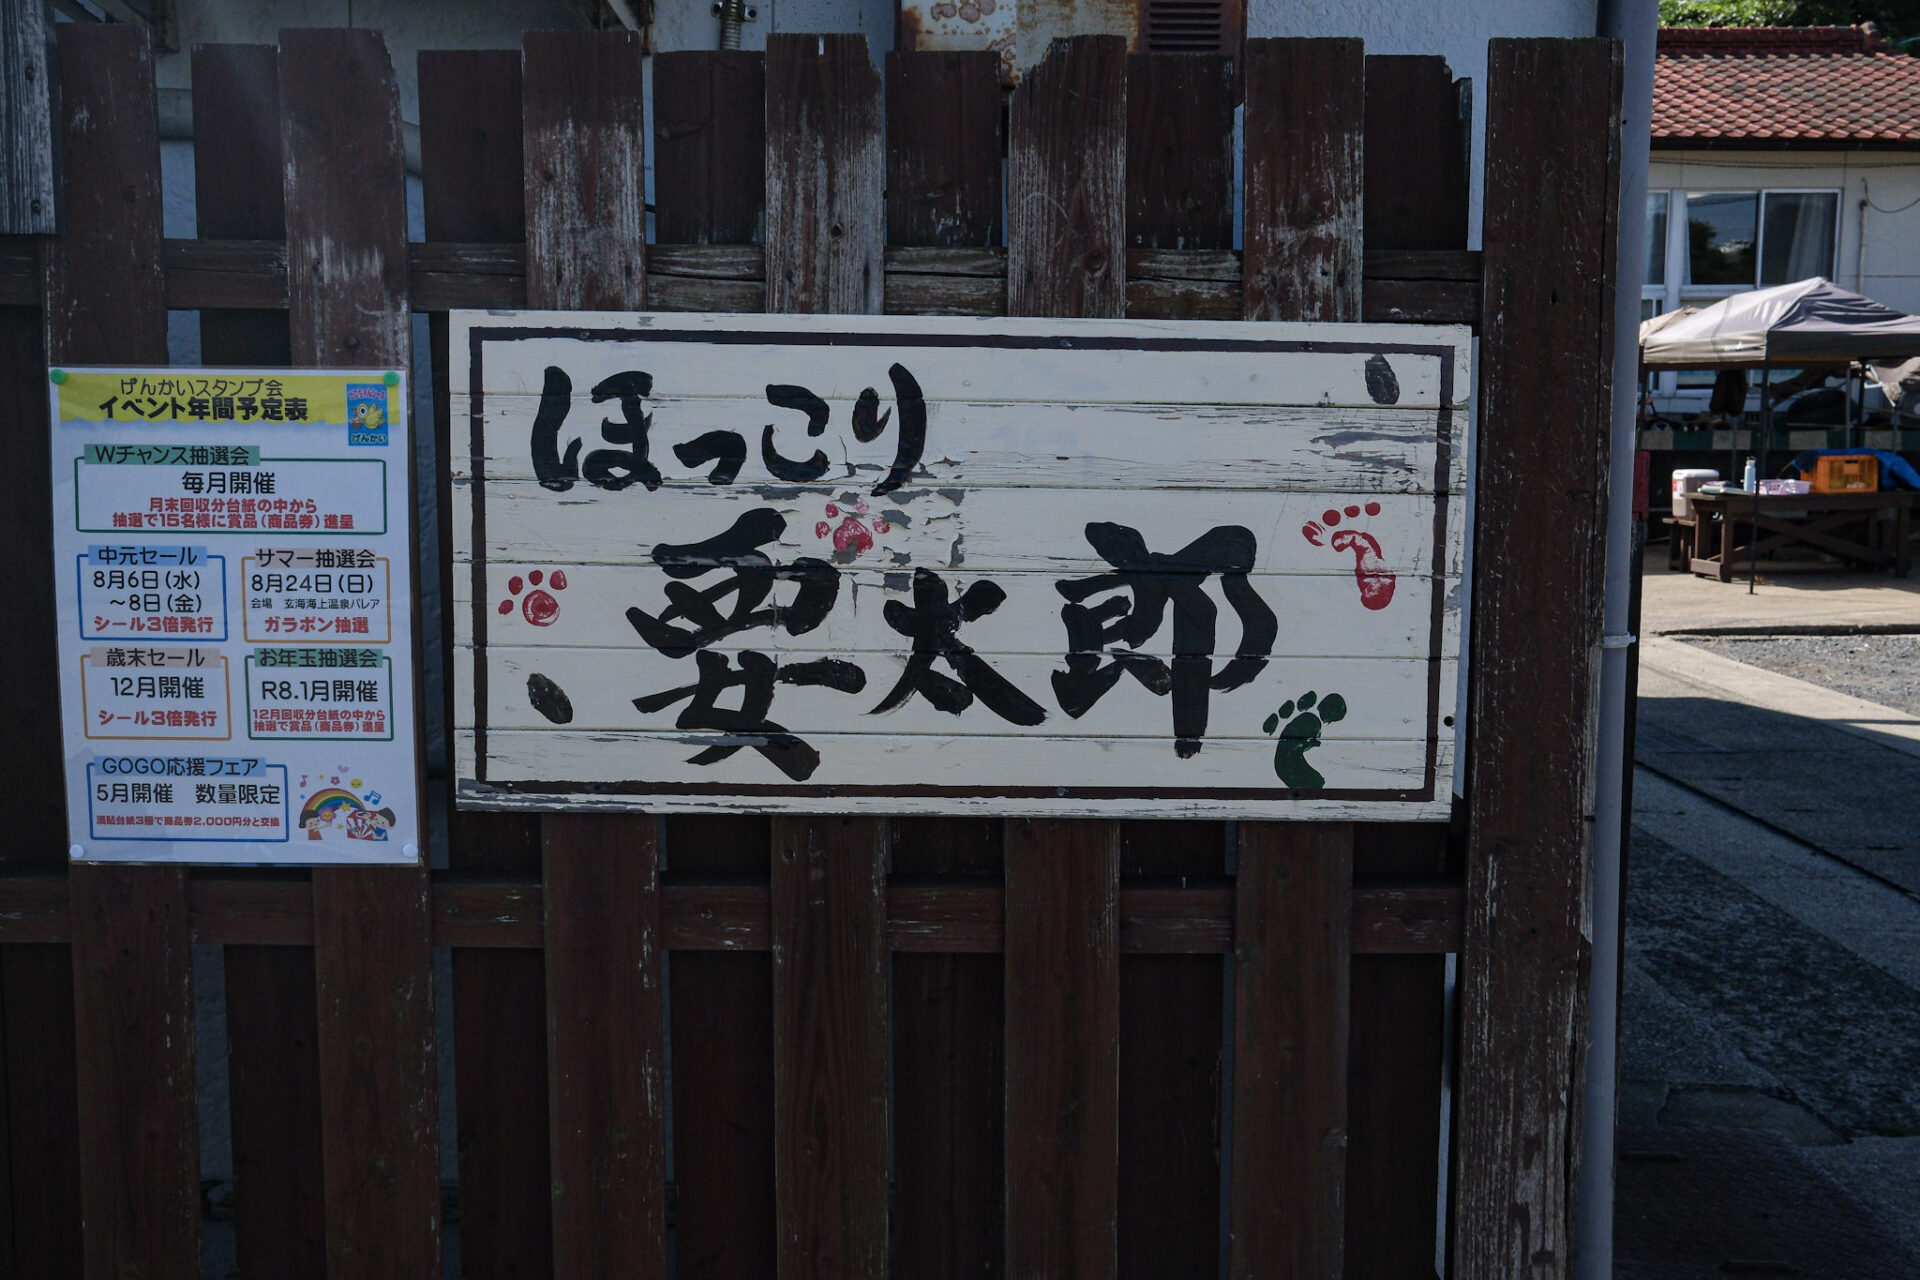 げんかいスタンプ会
イベント年間予定表
げんかい
Wチャンス抽選会
毎月開催
月末回収分台紙の中から
抽選で15名様に賞品(商品券)進呈
中元セール
8月6日(水)
~8日(金)
シール3倍発行
サマー抽選会
8月24日(日)
会場 玄海海上温泉パレア
ガラポン抽選
歳末セール
12月開催
シール3倍発行
お年玉抽選会
R8.1月開催
12月回収分台紙の中から
抽選で賞品(商品券)進呈
GOGO応援フェア
5月開催 数量限定
満貼台紙3冊で商品券2,000円分と交換
ほっこり
要太郎